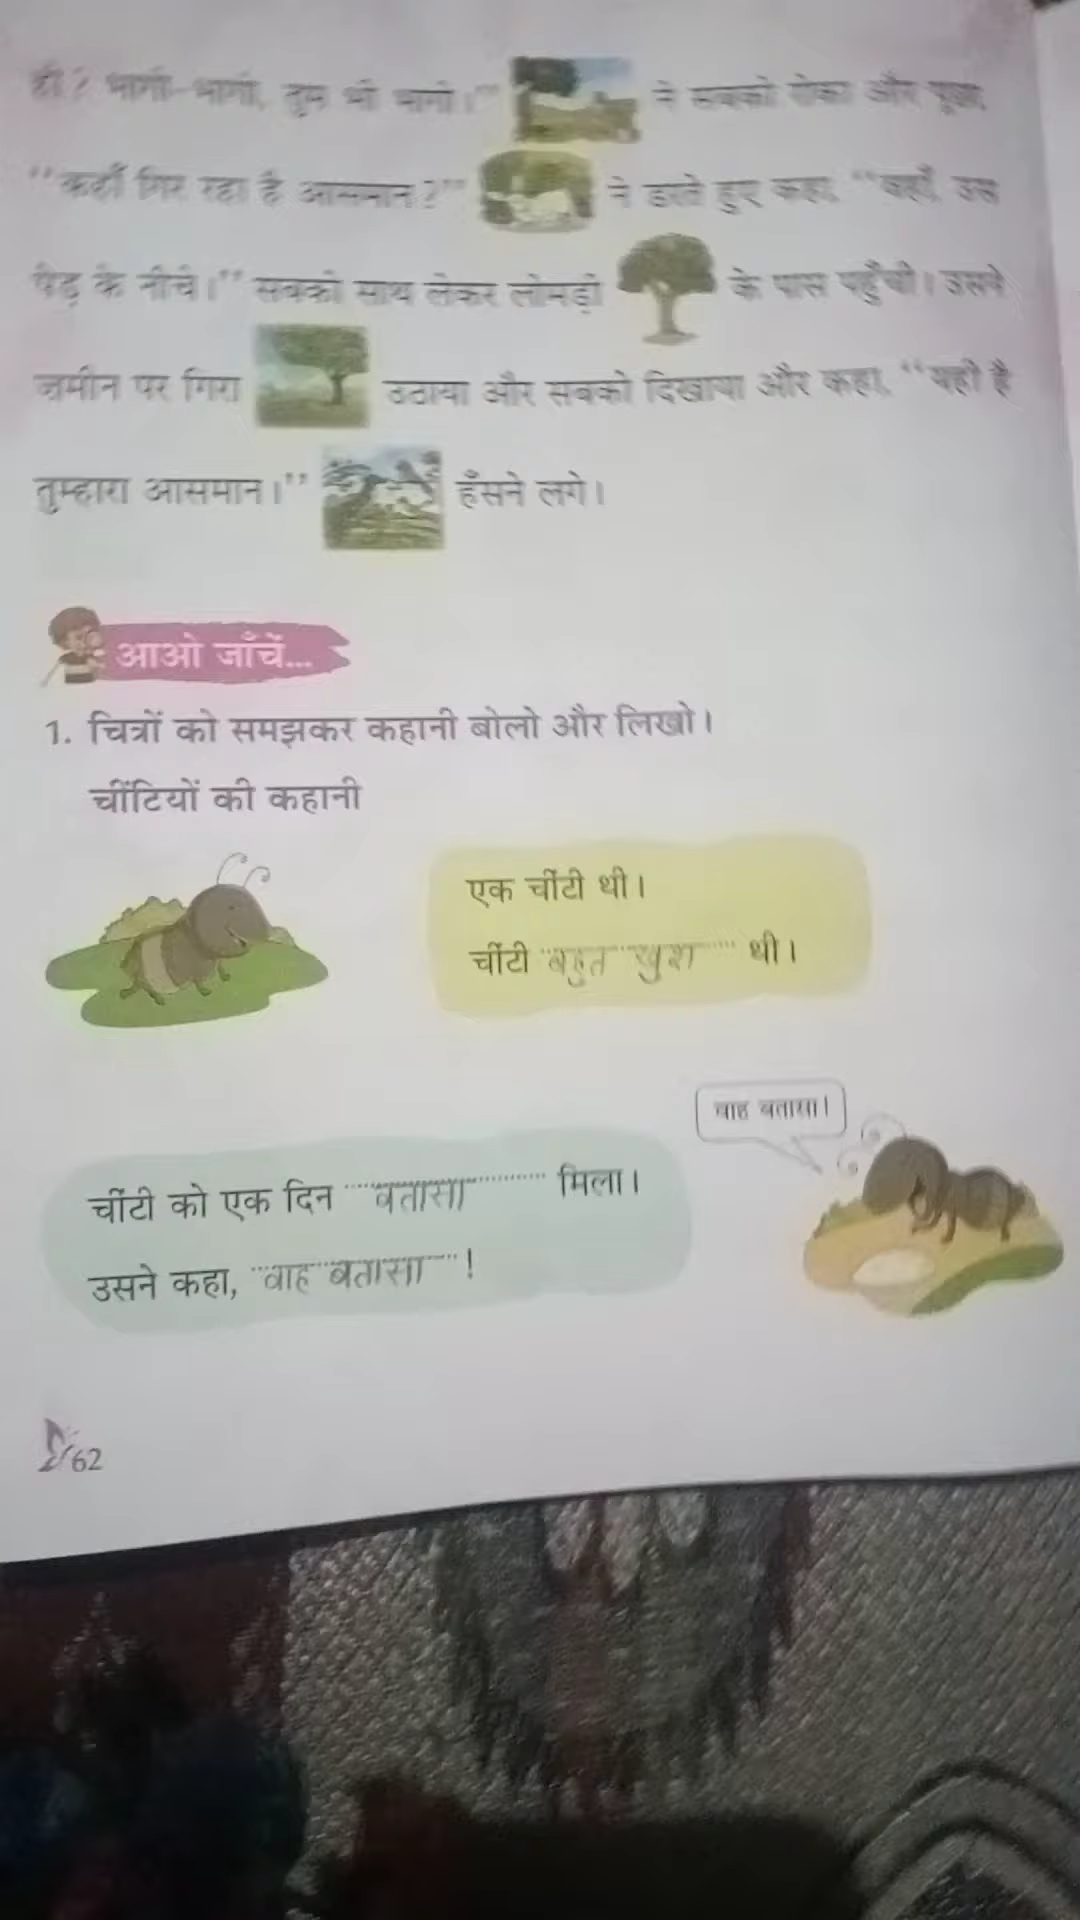 हो? भागो-भागो, तुम भी भागो।" ने सबको रोका और पूछा,
"कहाँ गिर रहा है आसमान?" ने डरते हुए कहा, "वहाँ, उस
पेड़ के नीचे।" सबको साथ लेकर लोमड़ी के पास पहुँची। उसने
ज़मीन पर गिरा उठाया और सबको दिखाया और कहा, "यही है
तुम्हारा आसमान।" हँसने लगे।
आओ जाँचें...
1. चित्रों को समझकर कहानी बोलो और लिखो।
चींटियों की कहानी
एक चींटी थी।
चींटी बहुत खुश थी।
वाह बतासा!
चींटी को एक दिन बतासा मिला।
उसने कहा, वाह बतासा !
62